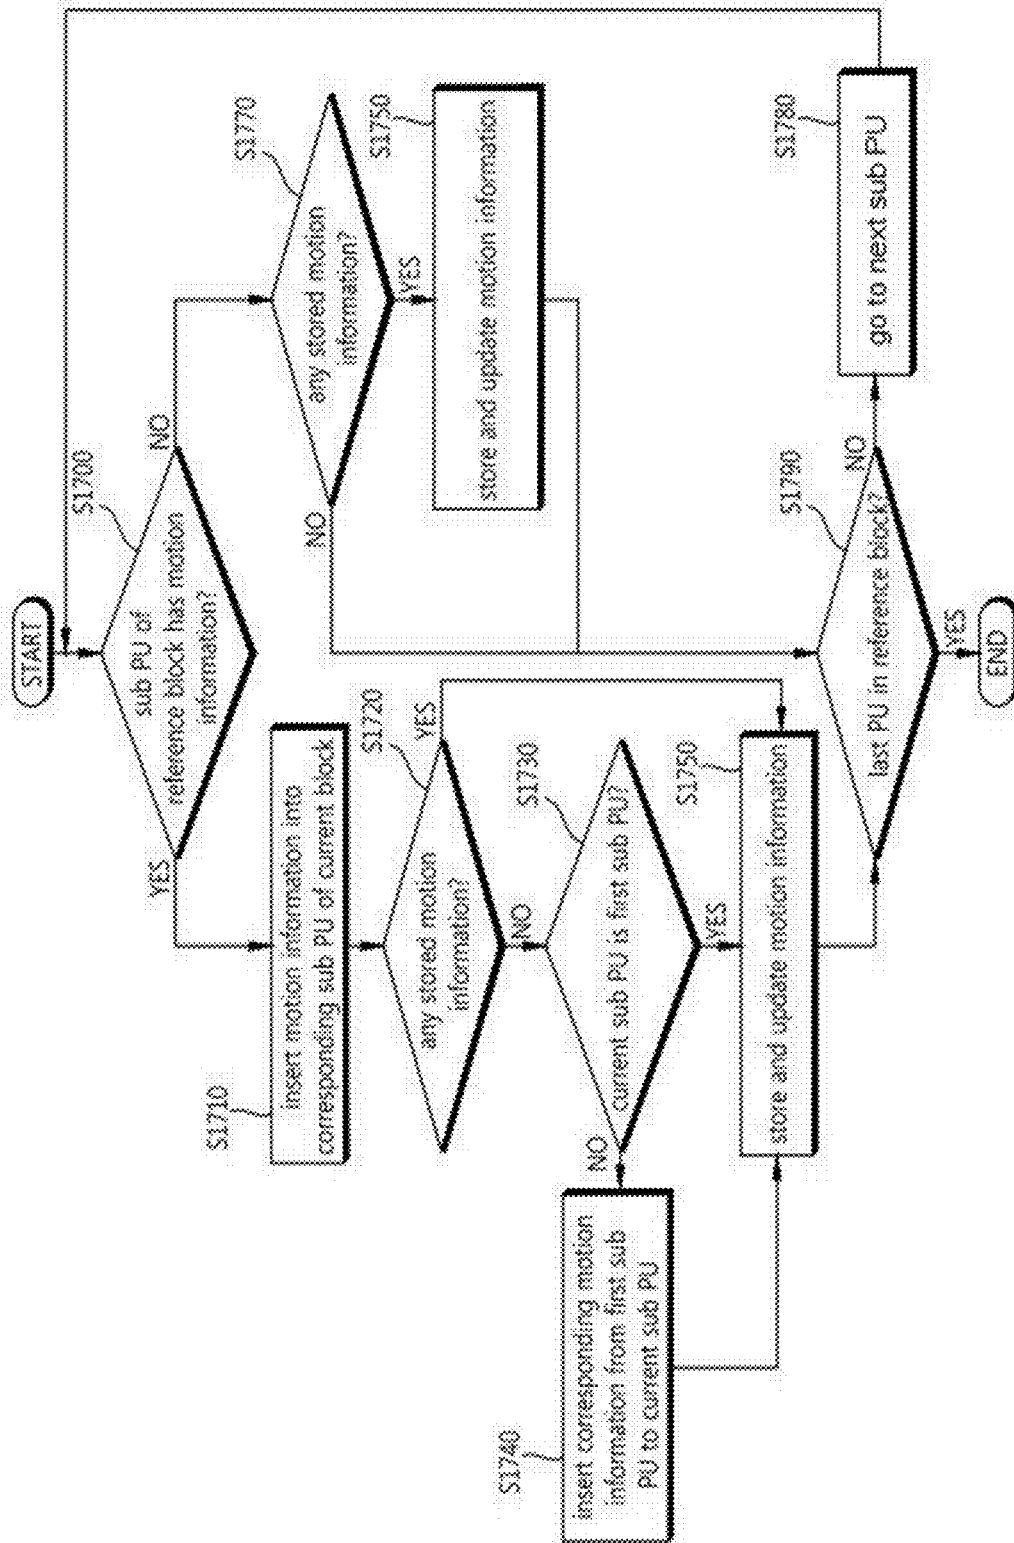 START
S1700
sub PU of
reference block has motion
information?
YES
NO
S1710
insert motion information into
corresponding sub PU of current block
S1720
any stored motion
information?
YES
NO
S1730
current sub PU is first sub PU?
NO
YES
S1740
insert corresponding motion
information from first sub
PU to current sub PU
S1750
store and update motion information
S1770
any stored motion
information?
NO
YES
S1750
store and update motion information
S1790
last PU in reference block?
NO
YES
S1780
go to next sub PU
END